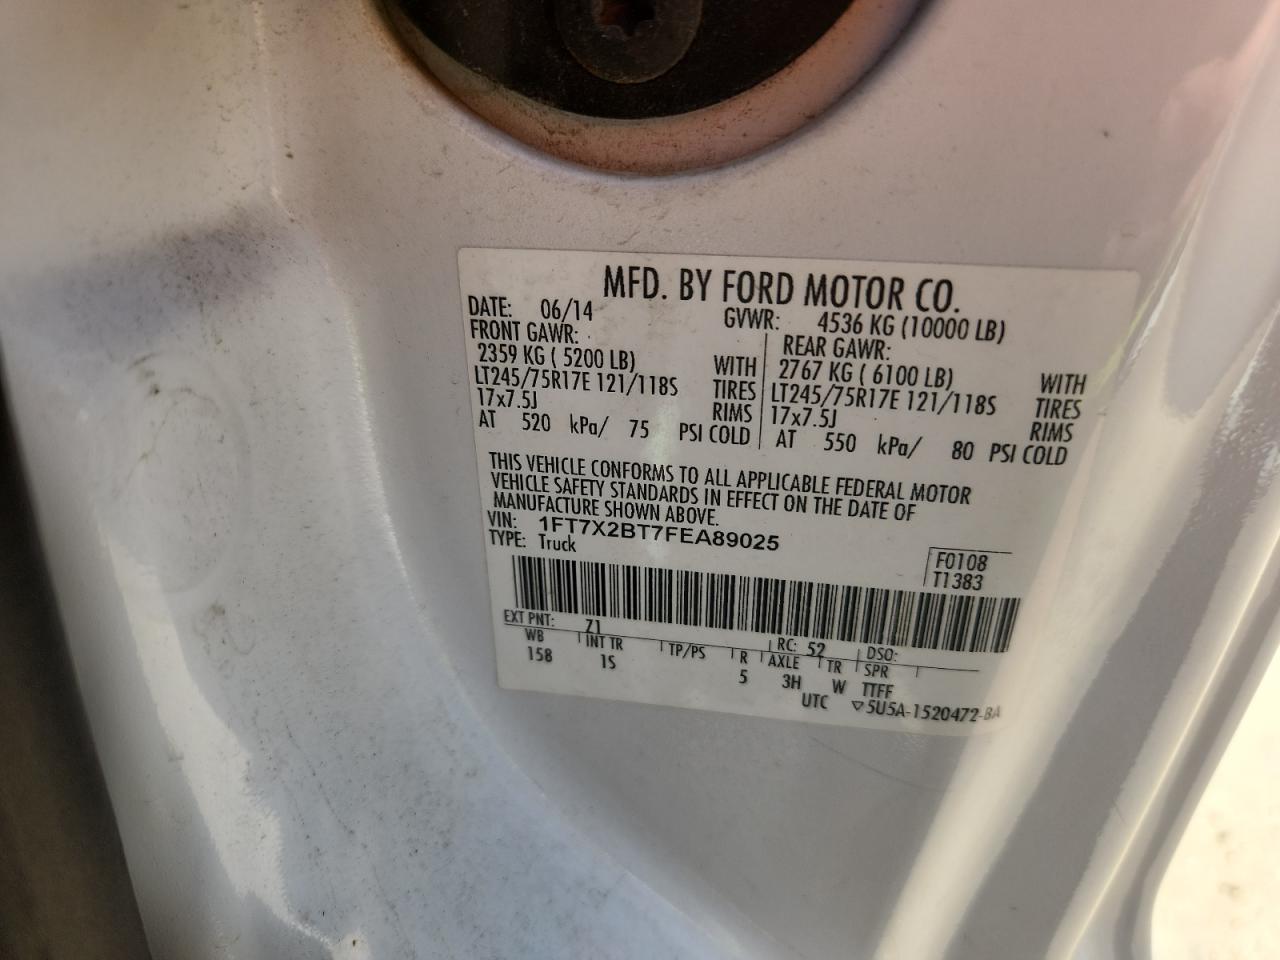 MFD. BY FORD MOTOR CO.
DATE: 06/14 GVWR: 4536 KG (10000 LB)
FRONT GAWR: REAR GAWR:
2359 KG ( 5200 LB) WITH 2767 KG ( 6100 LB) WITH
LT245/75R17E 121/118S TIRES LT245/75R17E 121/118S TIRES
17x7.5J RIMS 17x7.5J RIMS
AT 520 kPa/ 75 PSI COLD AT 550 kPa/ 80 PSI COLD
THIS VEHICLE CONFORMS TO ALL APPLICABLE FEDERAL MOTOR
VEHICLE SAFETY STANDARDS IN EFFECT ON THE DATE OF
MANUFACTURE SHOWN ABOVE.
VIN: 1FT7X2BT7FEA89025
TYPE: Truck F0108
T1383
EXT PNT: Z1 RC: 52 DSO:
WB INT TR TP/PS R AXLE TR SPR
158 1S 5 3H W TTFF
UTC ▽5U5A-1520472-BA